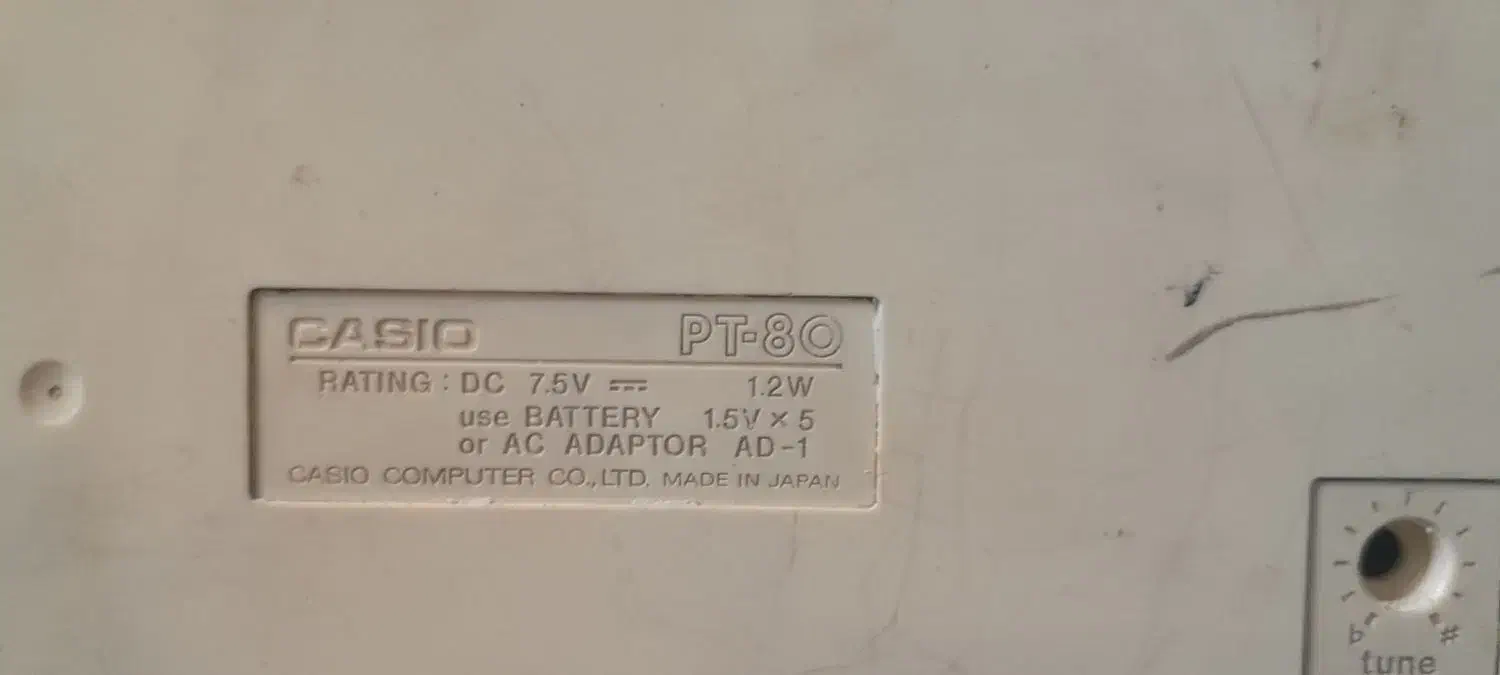 CASIO PT-80
RATING : DC 7.5V ⎓ 1.2W
use BATTERY 1.5V × 5
or AC ADAPTOR AD-1
CASIO COMPUTER CO., LTD. MADE IN JAPAN
b #
tune